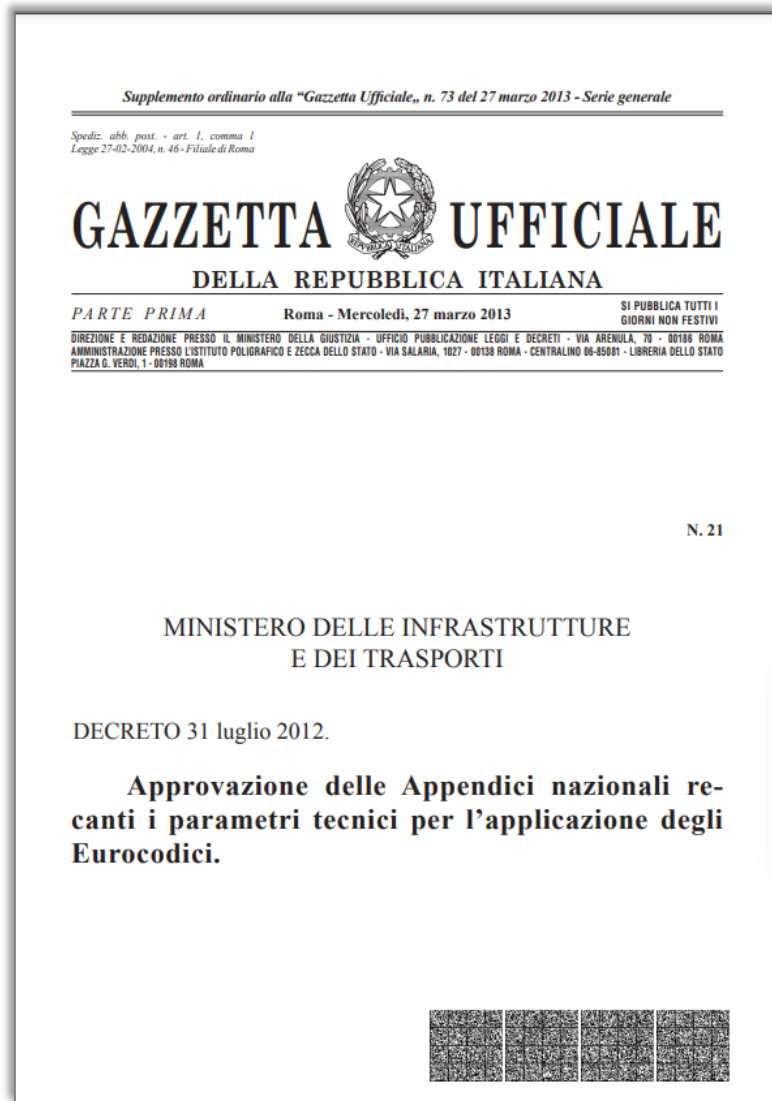 Supplemento ordinario alla “Gazzetta Ufficiale„ n. 73 del 27 marzo 2013 - Serie generale
Spediz. abb. post. - art. 1, comma 1
Legge 27-02-2004, n. 46 - Filiale di Roma
GAZZETTA UFFICIALE
REPVBBLICA ITALIANA
DELLA REPUBBLICA ITALIANA
PARTE PRIMA Roma - Mercoledì, 27 marzo 2013 SI PUBBLICA TUTTI I
GIORNI NON FESTIVI
DIREZIONE E REDAZIONE PRESSO IL MINISTERO DELLA GIUSTIZIA - UFFICIO PUBBLICAZIONE LEGGI E DECRETI - VIA ARENULA, 70 - 00186 ROMA
AMMINISTRAZIONE PRESSO L'ISTITUTO POLIGRAFICO E ZECCA DELLO STATO - VIA SALARIA, 1027 - 00138 ROMA - CENTRALINO 06-85081 - LIBRERIA DELLO STATO
PIAZZA G. VERDI, 1 - 00198 ROMA
N. 21
MINISTERO DELLE INFRASTRUTTURE
E DEI TRASPORTI
DECRETO 31 luglio 2012.
Approvazione delle Appendici nazionali re-
canti i parametri tecnici per l’applicazione degli
Eurocodici.